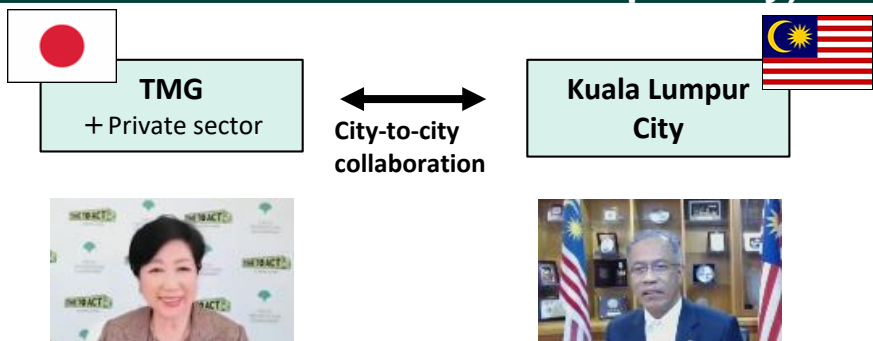 TMG
＋Private sector
City-to-city
collaboration
Kuala Lumpur
City